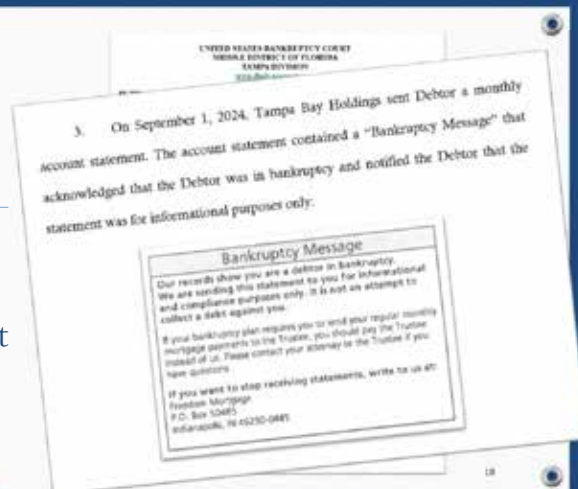 UNITED STATES BANKRUPTCY COURT
MIDDLE DISTRICT OF FLORIDA
TAMPA DIVISION
3. On September 1, 2024, Tampa Bay Holdings sent Debtor a monthly
account statement. The account statement contained a “Bankruptcy Message” that
acknowledged that the Debtor was in bankruptcy and notified the Debtor that the
statement was for informational purposes only:
Bankruptcy Message
Our records show you are a debtor in bankruptcy.
We are sending this statement to you for informational
and compliance purposes only. It is not an attempt to
collect a debt against you.
If your bankruptcy plan requires you to send your regular monthly
mortgage payments to the Trustee, you should pay the Trustee
instead of us. Please contact your attorney or the Trustee if you
have questions.
If you want to stop receiving statements, write to us at:
Freedom Mortgage
P.O. Box 50485
Indianapolis, IN 46250-0485
t
18